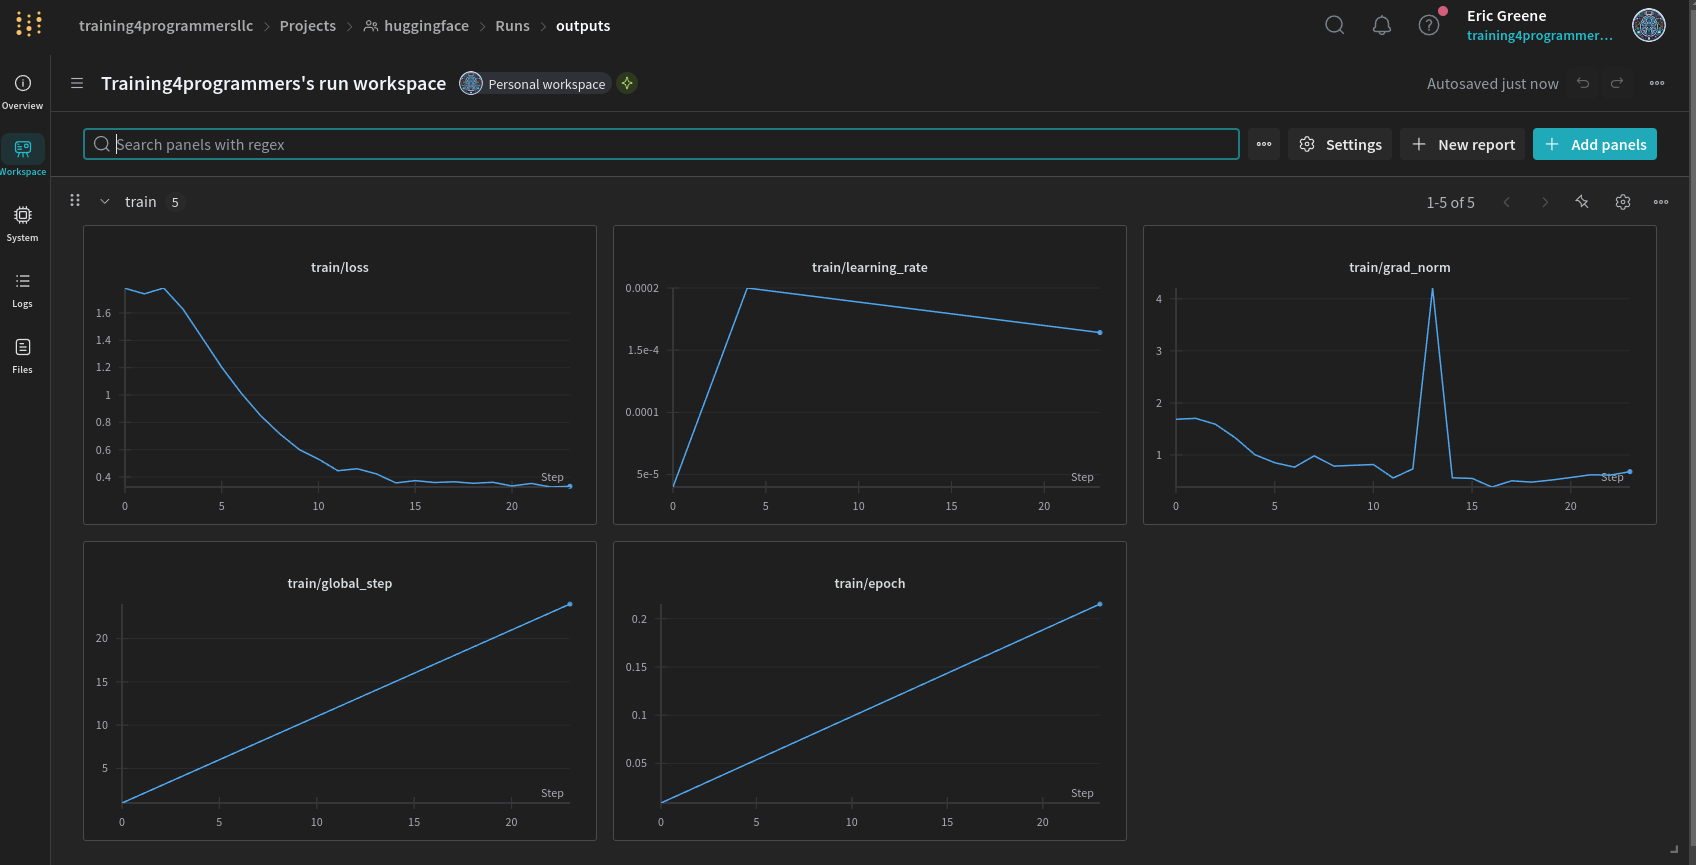 training4programmersllc > Projects > huggingface > Runs > outputs
Eric Greene
training4programmer...
Training4programmers's run workspace Personal workspace
Autosaved just now
Overview
Workspace
System
Logs
Files
Search panels with regex
Settings
New report
Add panels
train 5
1-5 of 5
train/loss
1.6
1.4
1.2
1
0.8
0.6
0.4
Step
0 5 10 15 20
train/learning_rate
0.0002
1.5e-4
0.0001
5e-5
Step
0 5 10 15 20
train/grad_norm
4
3
2
1
Step
0 5 10 15 20
train/global_step
20
15
10
5
Step
0 5 10 15 20
train/epoch
0.2
0.15
0.1
0.05
Step
0 5 10 15 20